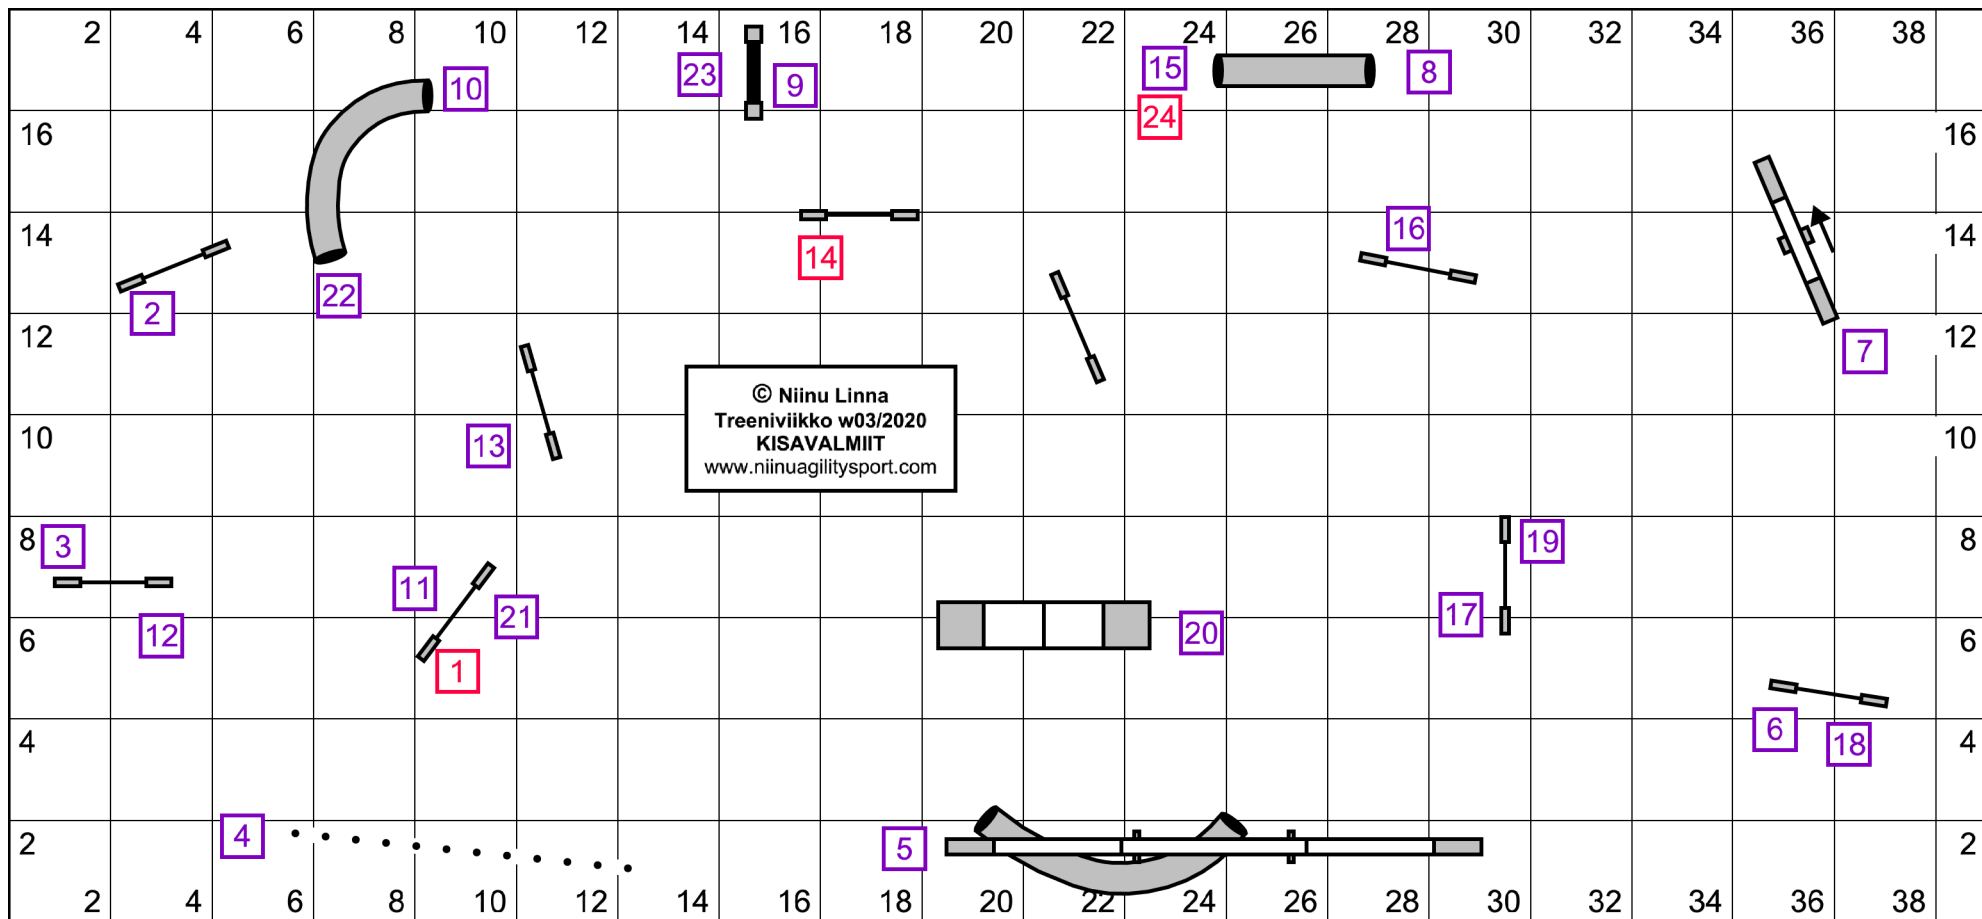 2 4 6 8 10 12 14 16 18 20 22 24 26 28 30 32 34 36 38
23 9 15 8
10
24
16 16
14 16 14
14
22
2
12 12
7
© Niinu Linna
Treeniviikko w03/2020
KISAVALMIIT
www.niinuagilitysport.com
10 13 10
8 3 19 8
11 21 17
6 12 20 6
1
4 6 18 4
2 4 5 2
2 4 6 8 10 12 14 16 18 20 22 24 26 28 30 32 34 36 38